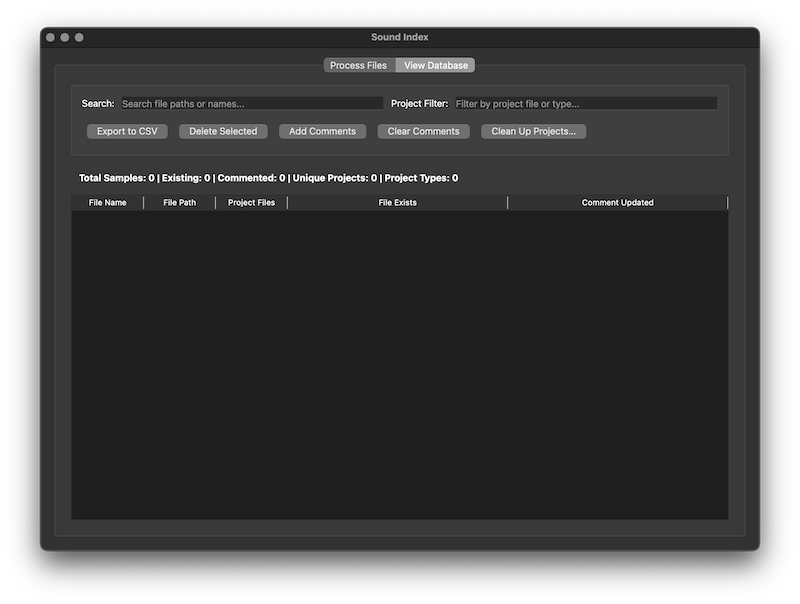 Sound Index
Process Files View Database
Search: Search file paths or names... Project Filter: Filter by project file or type...
Export to CSV Delete Selected Add Comments Clear Comments Clean Up Projects...
Total Samples: 0 | Existing: 0 | Commented: 0 | Unique Projects: 0 | Project Types: 0
File Name File Path Project Files File Exists Comment Updated